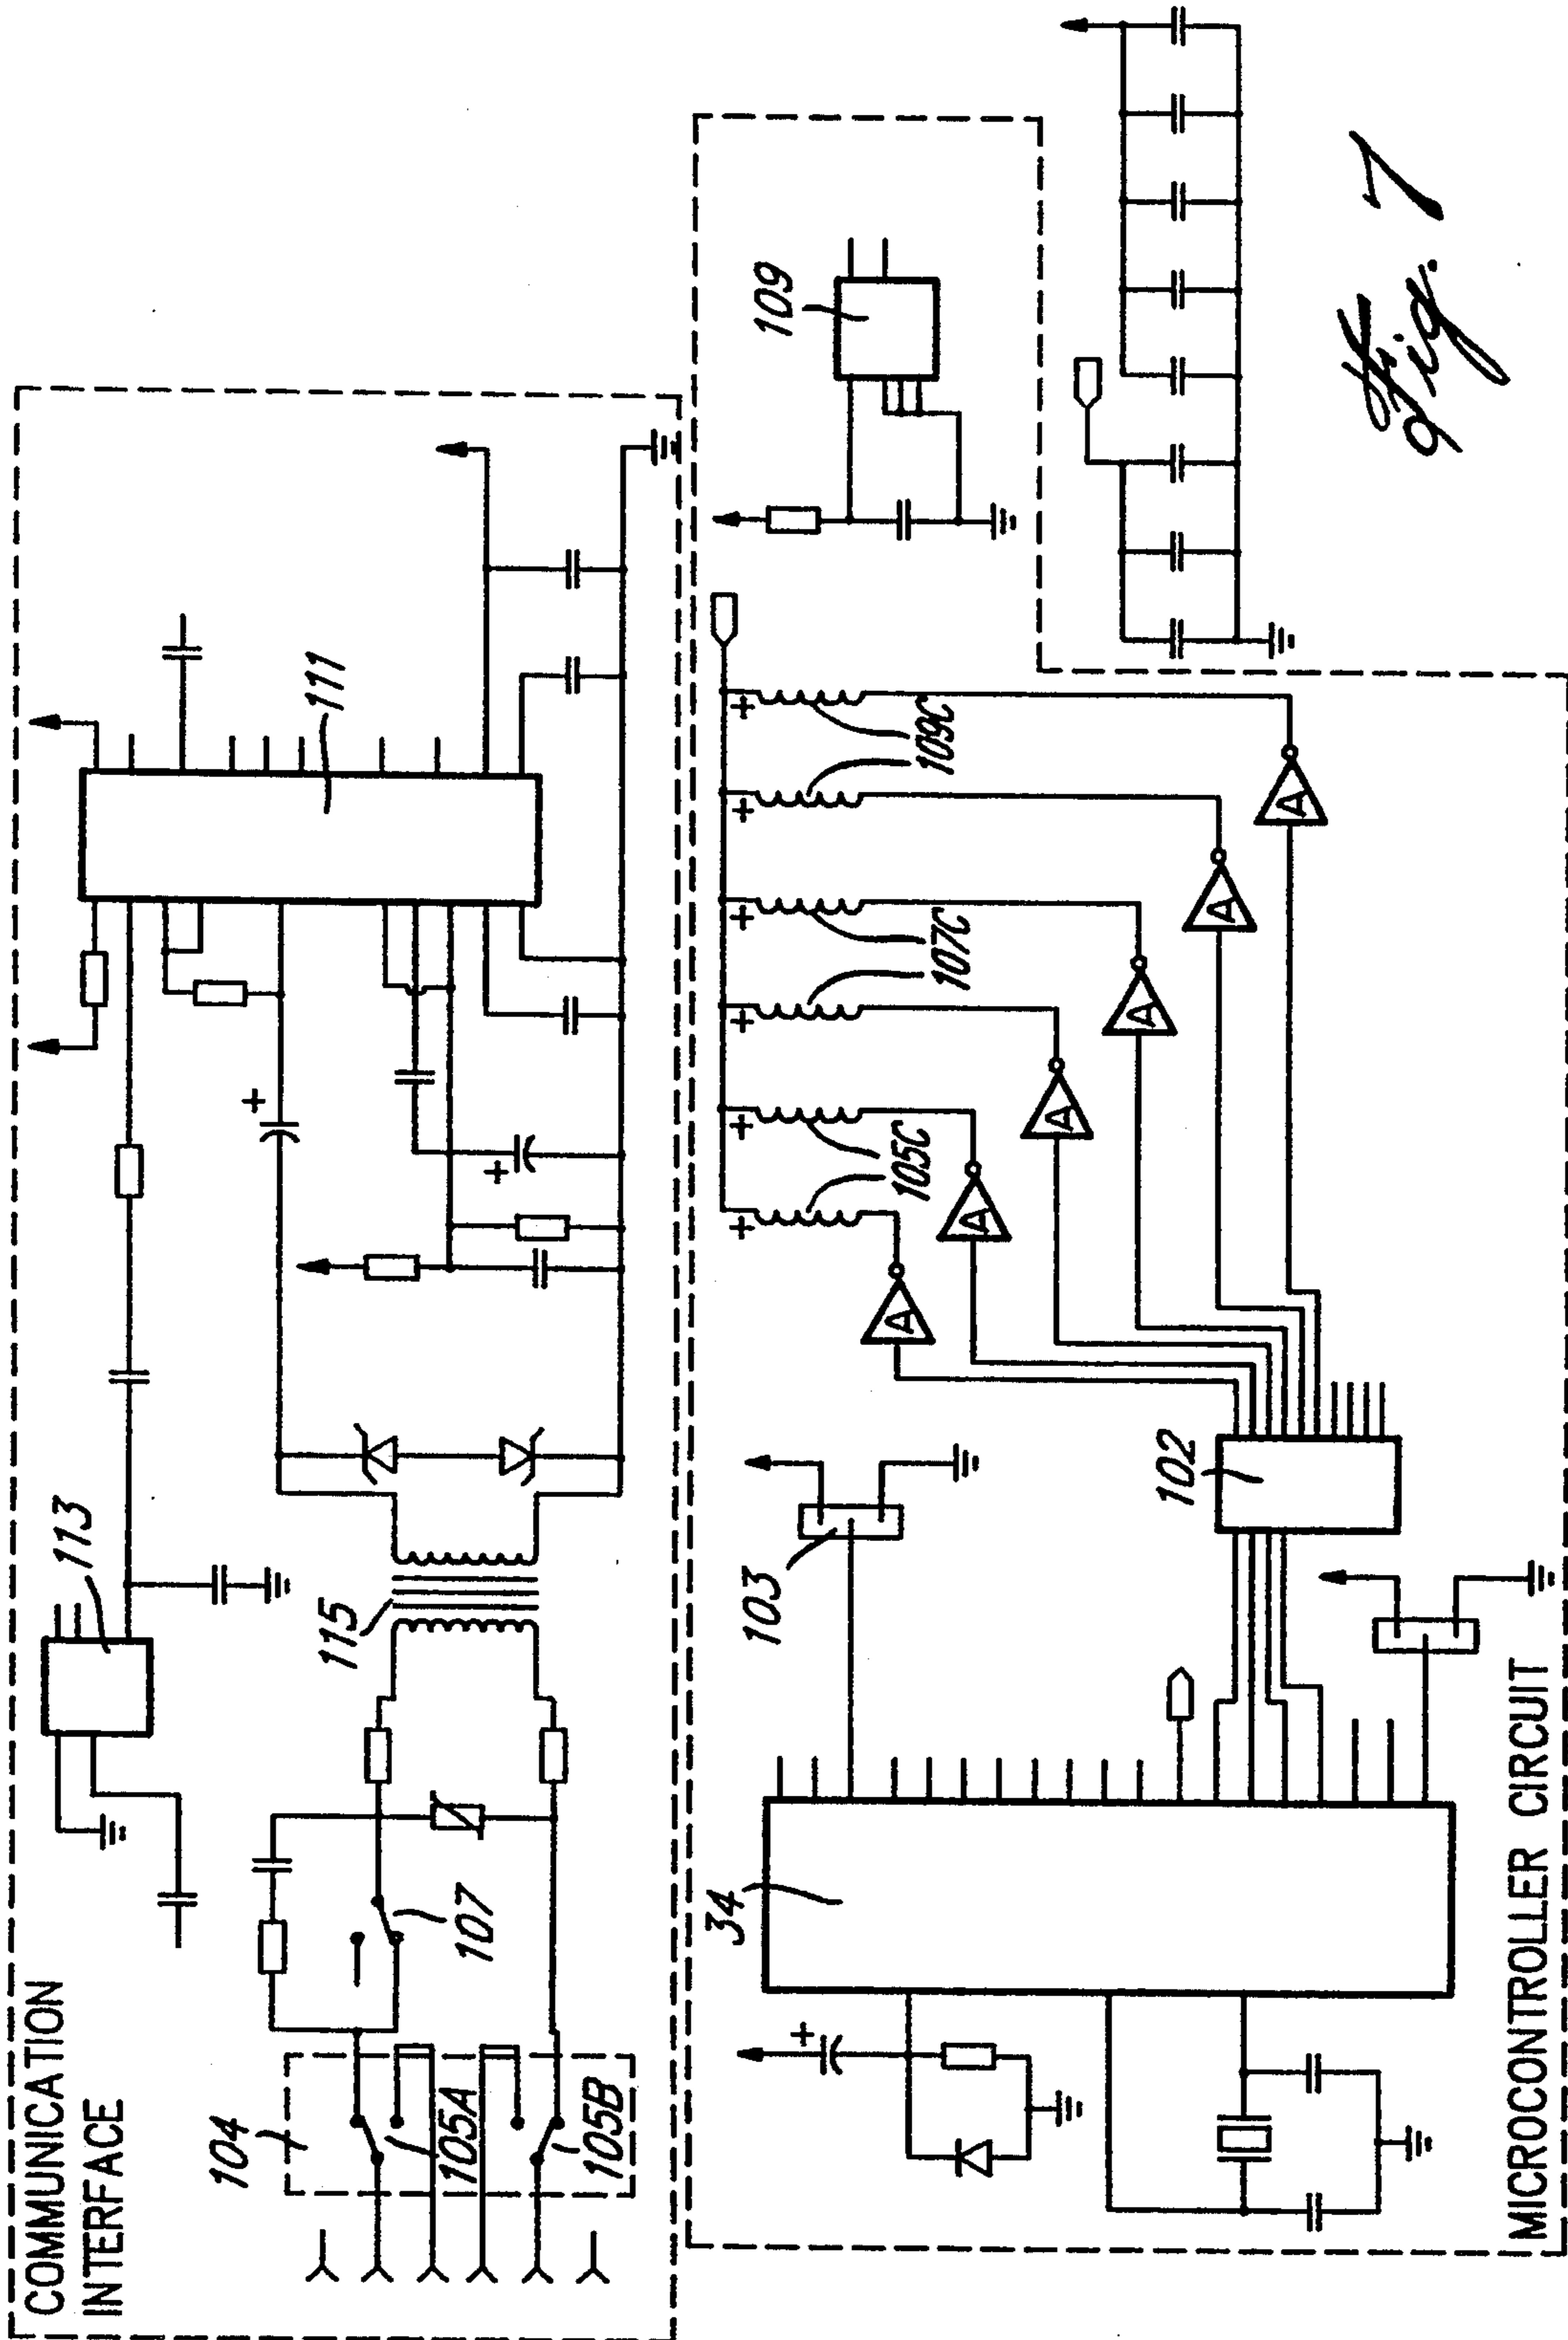 COMMUNICATION
INTERFACE
113
111
115
104
105A
105B
107
+
+
MICROCONTROLLER CIRCUIT
34
103
102
105C
107C
109C
109
+
+
+
+
+
+
+
A
A
A
A
A
A
Fig. 7